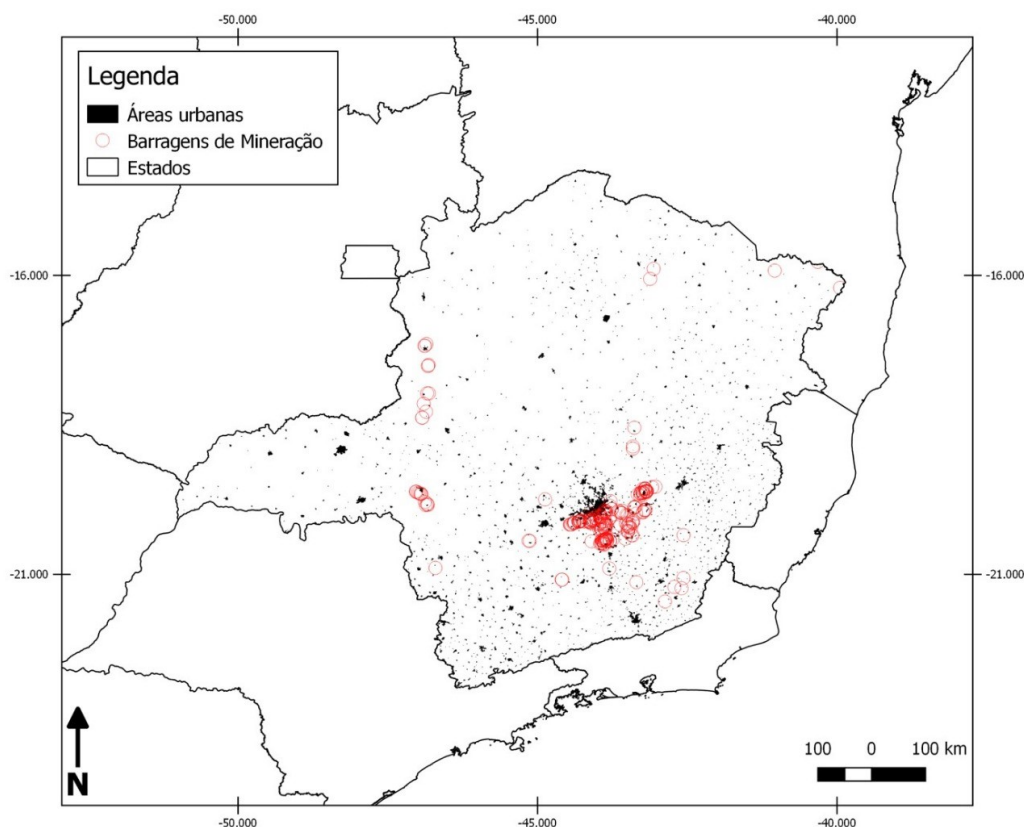 -50.000 -45.000 -40.000
Legenda
Áreas urbanas
Barragens de Mineração
Estados
-16.000 -16.000
-21.000 -21.000
N
100 0 100 km
-50.000 -45.000 -40.000